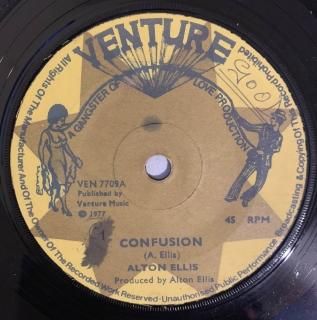 VENTURE
A GANGSTER OF LOVE PRODUCTION
VEN 7709A
Published by
Venture Music
℗ 1977
45 RPM
CONFUSION
(A. Ellis)
ALTON ELLIS
Produced by Alton Ellis
All Rights Of The Manufacturer And Of The Owner Of The Recorded Work Reserved · Unauthorised Public Performance Broadcasting & Copying Of This Record Prohibited